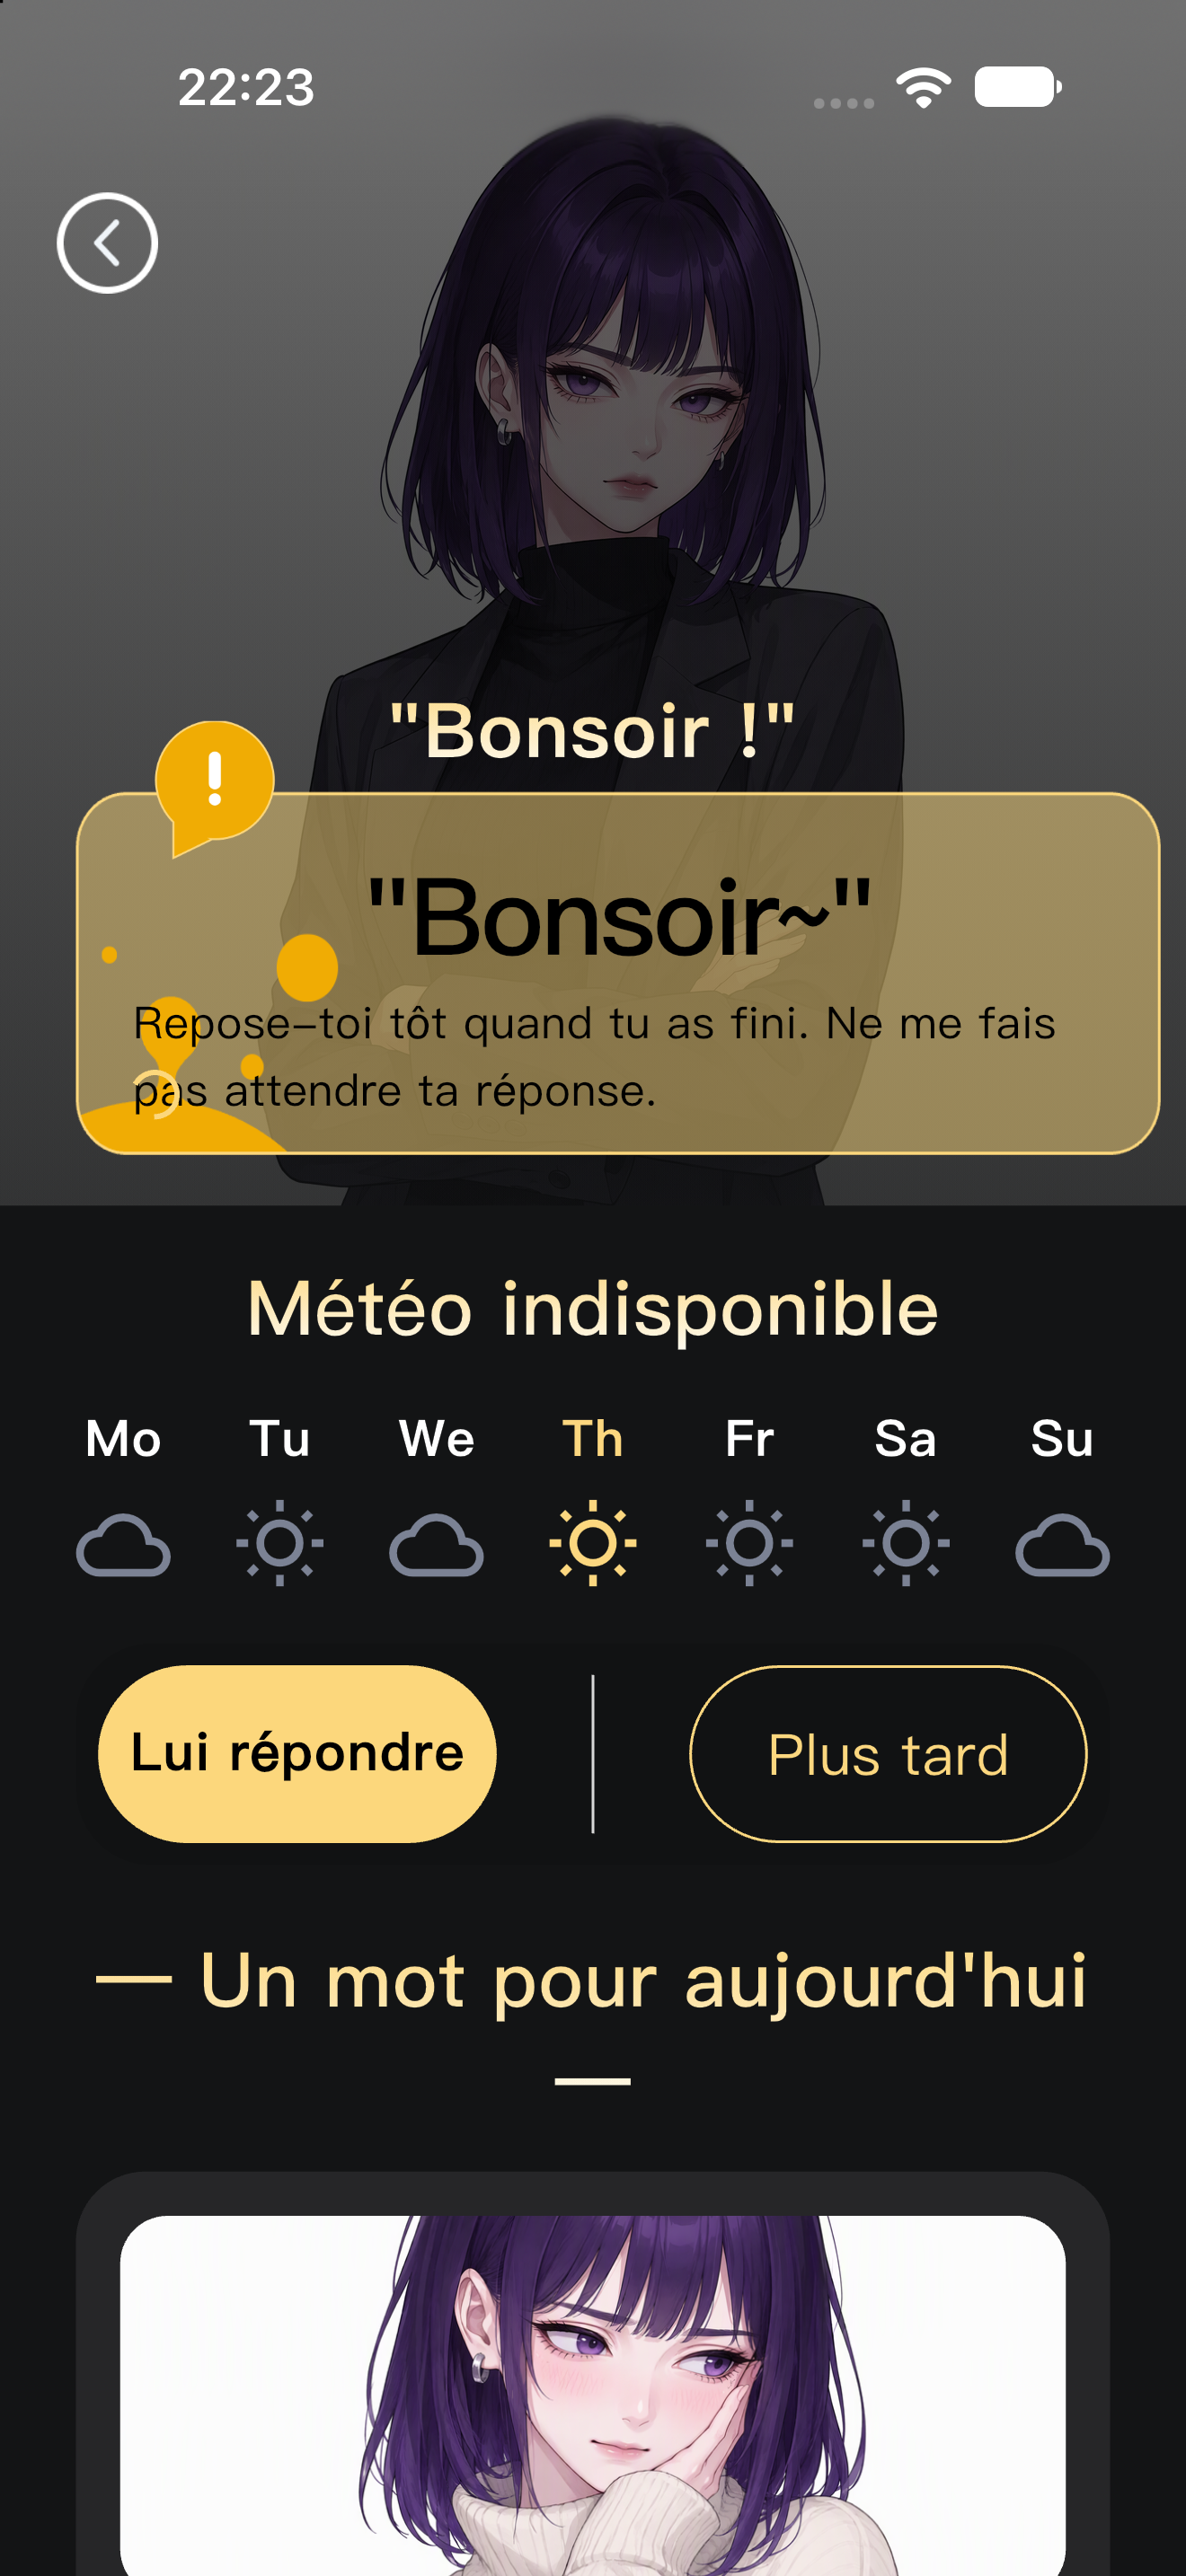 22:23
"Bonsoir !"
!
"Bonsoir~"
Repose-toi tôt quand tu as fini. Ne me fais
pas attendre ta réponse.
Météo indisponible
Mo Tu We Th Fr Sa Su
Lui répondre
Plus tard
— Un mot pour aujourd'hui
—